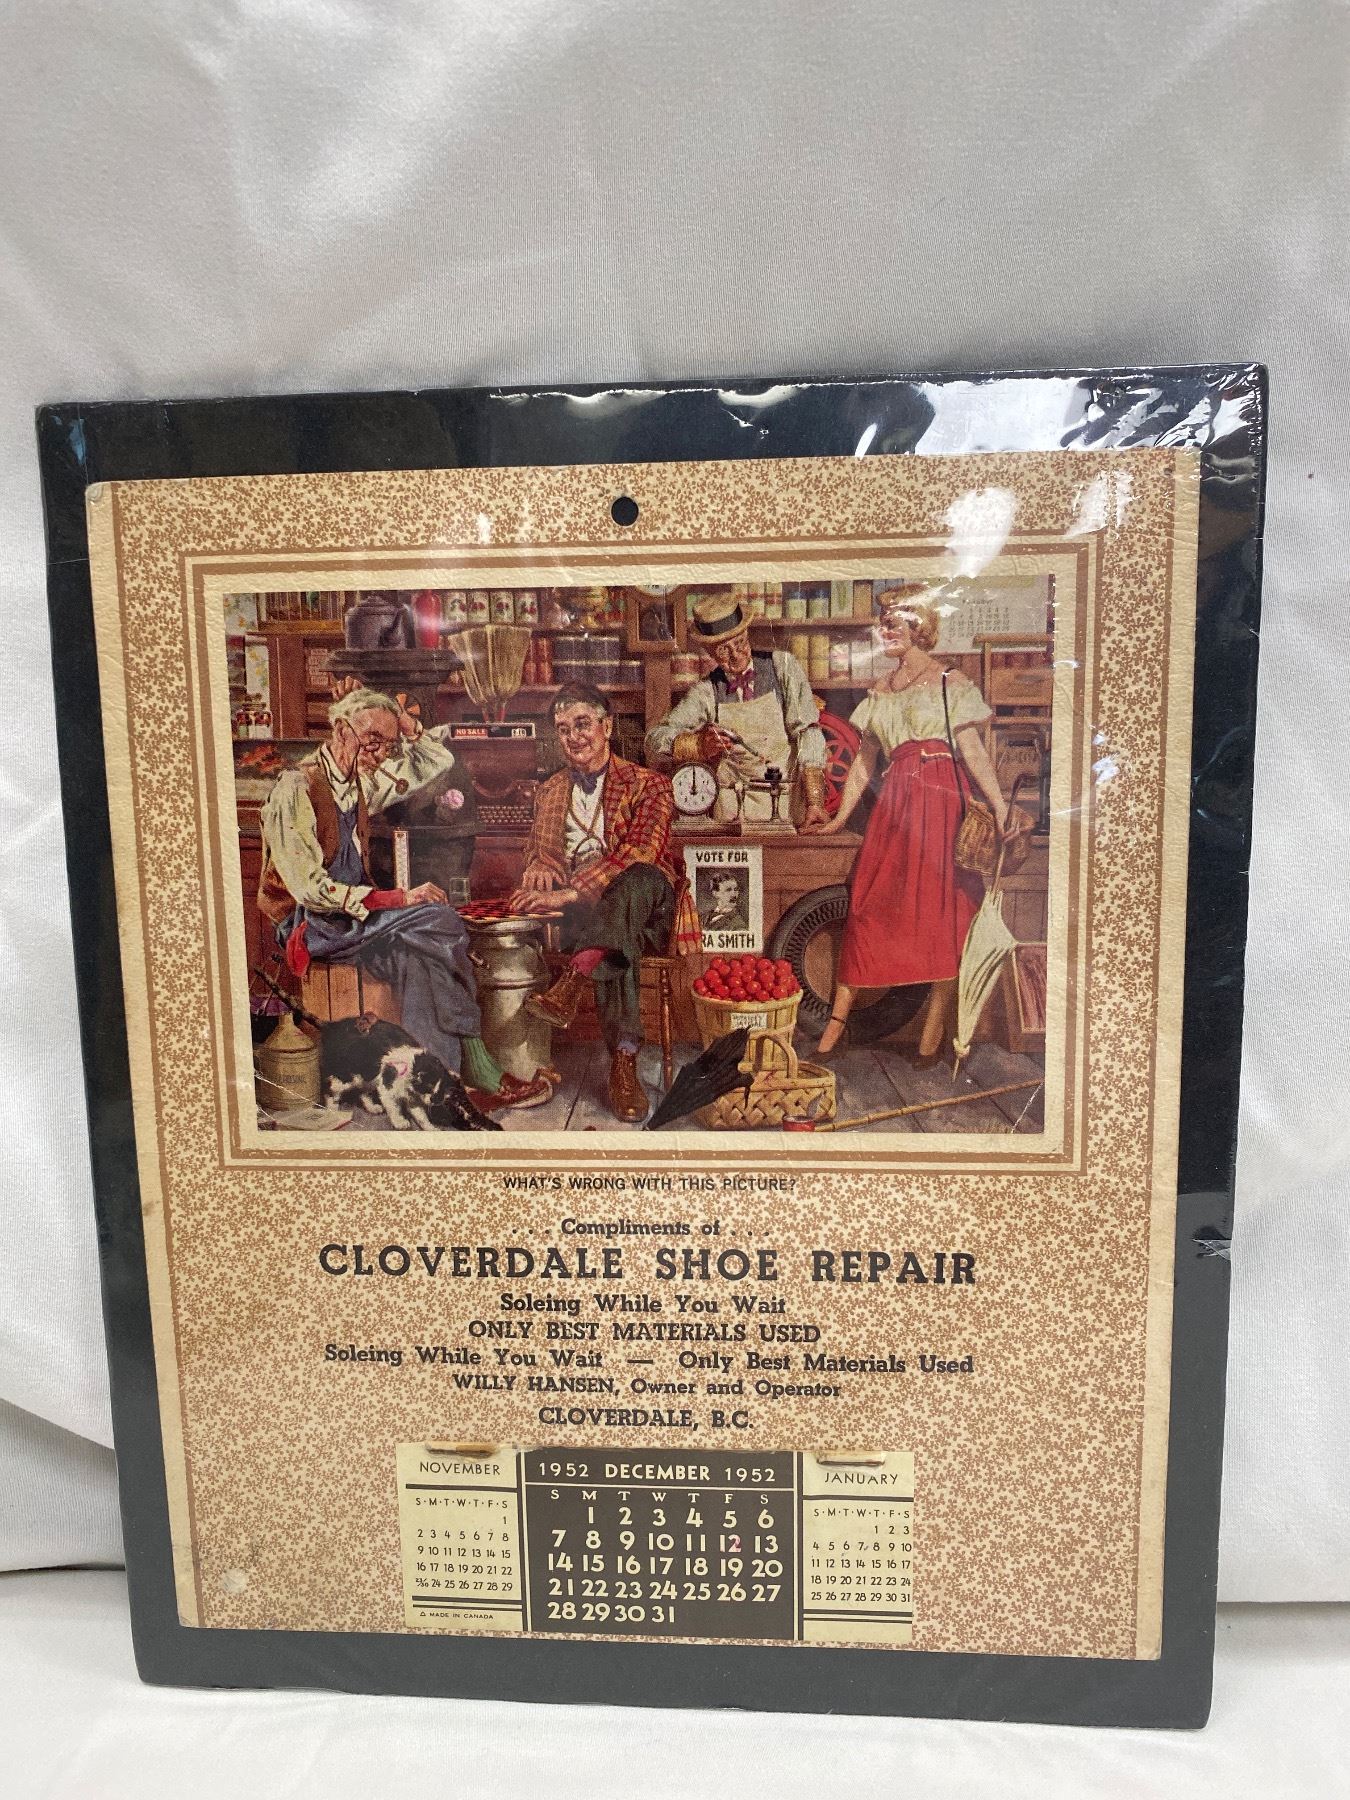 NO SALE
VOTE FOR
RA SMITH
WHAT'S WRONG WITH THIS PICTURE?
. . . Compliments of . . .
CLOVERDALE SHOE REPAIR
Soleing While You Wait
ONLY BEST MATERIALS USED
Soleing While You Wait — Only Best Materials Used
WILLY HANSEN, Owner and Operator
CLOVERDALE, B.C.
NOVEMBER
S·M·T·W·T·F·S
1
2 3 4 5 6 7 8
9 10 11 12 13 14 15
16 17 18 19 20 21 22
23/30 24 25 26 27 28 29
△ MADE IN CANADA
1952 DECEMBER 1952
S M T W T F S
1 2 3 4 5 6
7 8 9 10 11 12 13
14 15 16 17 18 19 20
21 22 23 24 25 26 27
28 29 30 31
JANUARY
S·M·T·W·T·F·S
1 2 3
4 5 6 7 8 9 10
11 12 13 14 15 16 17
18 19 20 21 22 23 24
25 26 27 28 29 30 31